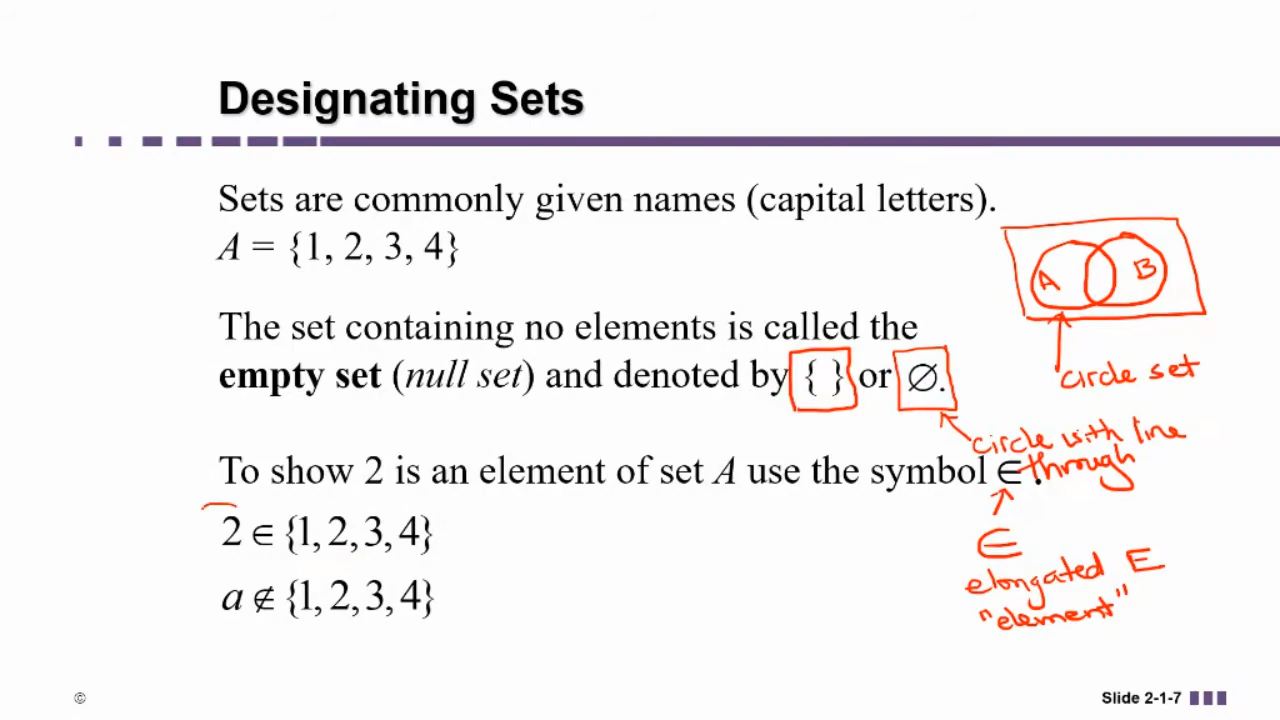 Designating Sets
Sets are commonly given names (capital letters).
A = {1, 2, 3, 4}
A B
The set containing no elements is called the
circle set
empty set (null set) and denoted by { } or ∅.
circle with line
through
To show 2 is an element of set A use the symbol ∈ .
2 ∈ {1, 2, 3, 4}
∈
elongated E
"element"
a ∉ {1, 2, 3, 4}
©
Slide 2-1-7